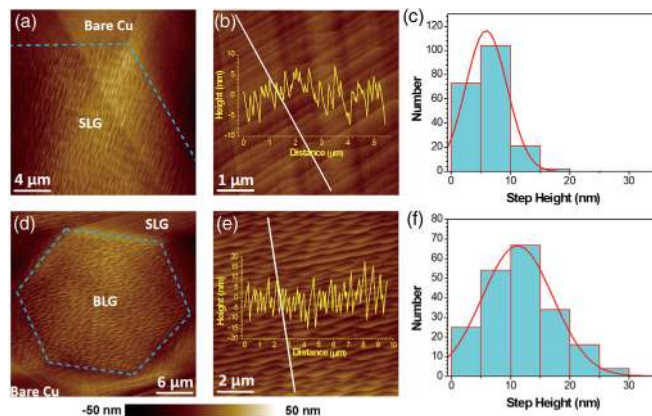 (a)
Bare Cu
SLG
4 μm
(b)
Height (nm)
10
5
0
-5
-10
0 1 2 3 4 5
Distance (μm)
1 μm
(c)
Number
120
100
80
60
40
20
0
0 10 20 30
Step Height (nm)
(d)
SLG
BLG
Bare Cu
6 μm
(e)
Height (nm)
0 1 2 3 4 5 6 7 8 9 10
Distance (μm)
2 μm
(f)
Number
80
70
60
50
40
30
20
10
0
0 10 20 30
Step Height (nm)
-50 nm
50 nm